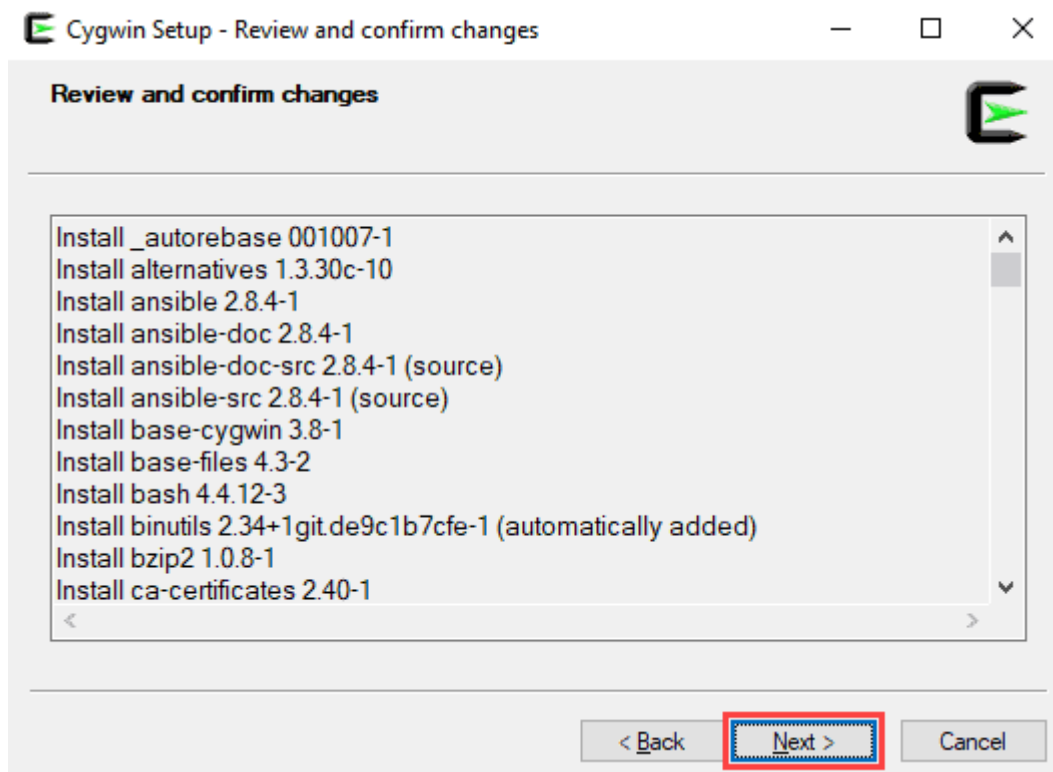 Cygwin Setup - Review and confirm changes
Review and confirm changes
Install _autorebase 001007-1
Install alternatives 1.3.30c-10
Install ansible 2.8.4-1
Install ansible-doc 2.8.4-1
Install ansible-doc-src 2.8.4-1 (source)
Install ansible-src 2.8.4-1 (source)
Install base-cygwin 3.8-1
Install base-files 4.3-2
Install bash 4.4.12-3
Install binutils 2.34+1git.de9c1b7cfe-1 (automatically added)
Install bzip2 1.0.8-1
Install ca-certificates 2.40-1
< Back Next > Cancel